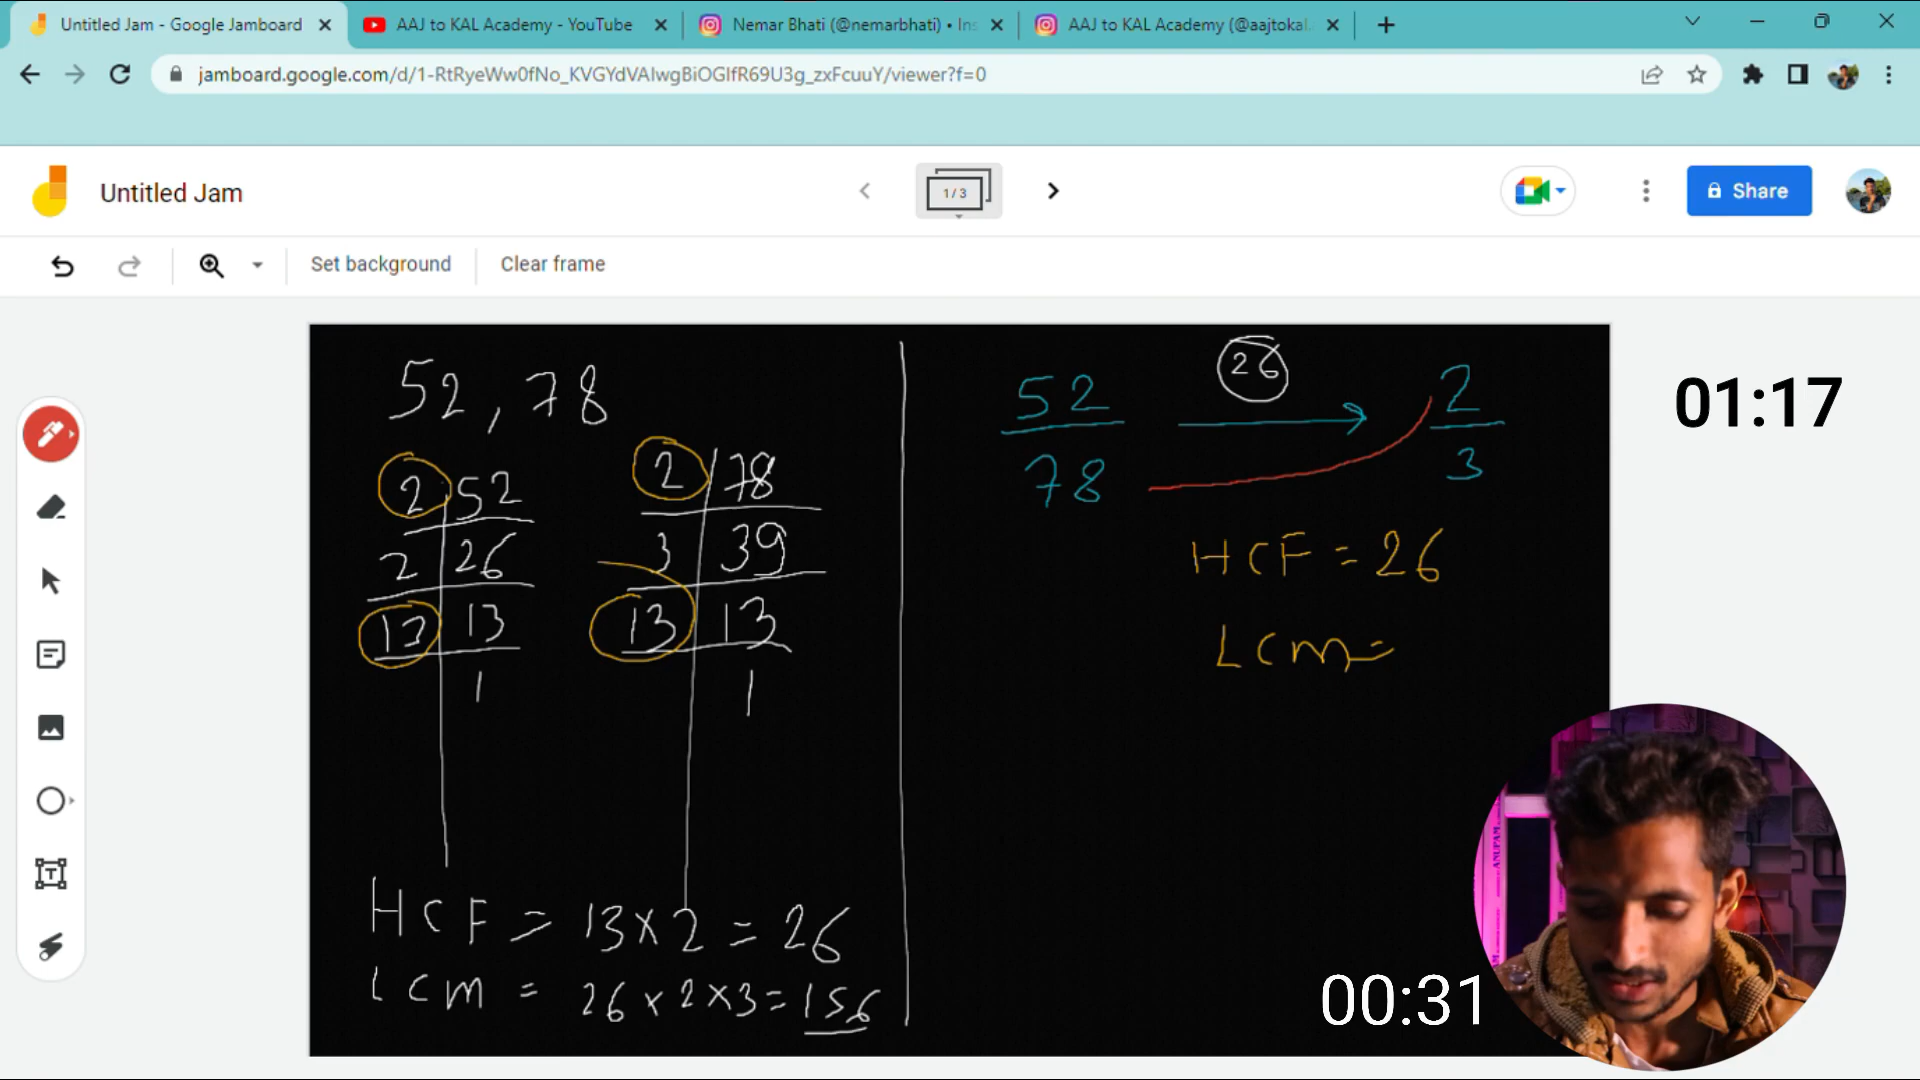 Untitled Jam - Google Jamboard
AAJ to KAL Academy - YouTube
Nemar Bhati (@nemarbhati) • Ins
AAJ to KAL Academy (@aajtokal.
jamboard.google.com/d/1-RtRyeWw0fNo_KVGYdVAIwgBiOGIfR69U3g_zxFcuuY/viewer?f=0
Untitled Jam
1 / 3
Share
Set background
Clear frame
52, 78
2 | 52
2 | 26
13 | 13
1
2 | 78
3 | 39
13 | 13
1
HCF = 13 × 2 = 26
LCM = 26 × 2 × 3 = 156
26
52
78
2
3
HCF = 26
LCM =
01:17
00:31
ANUPAM